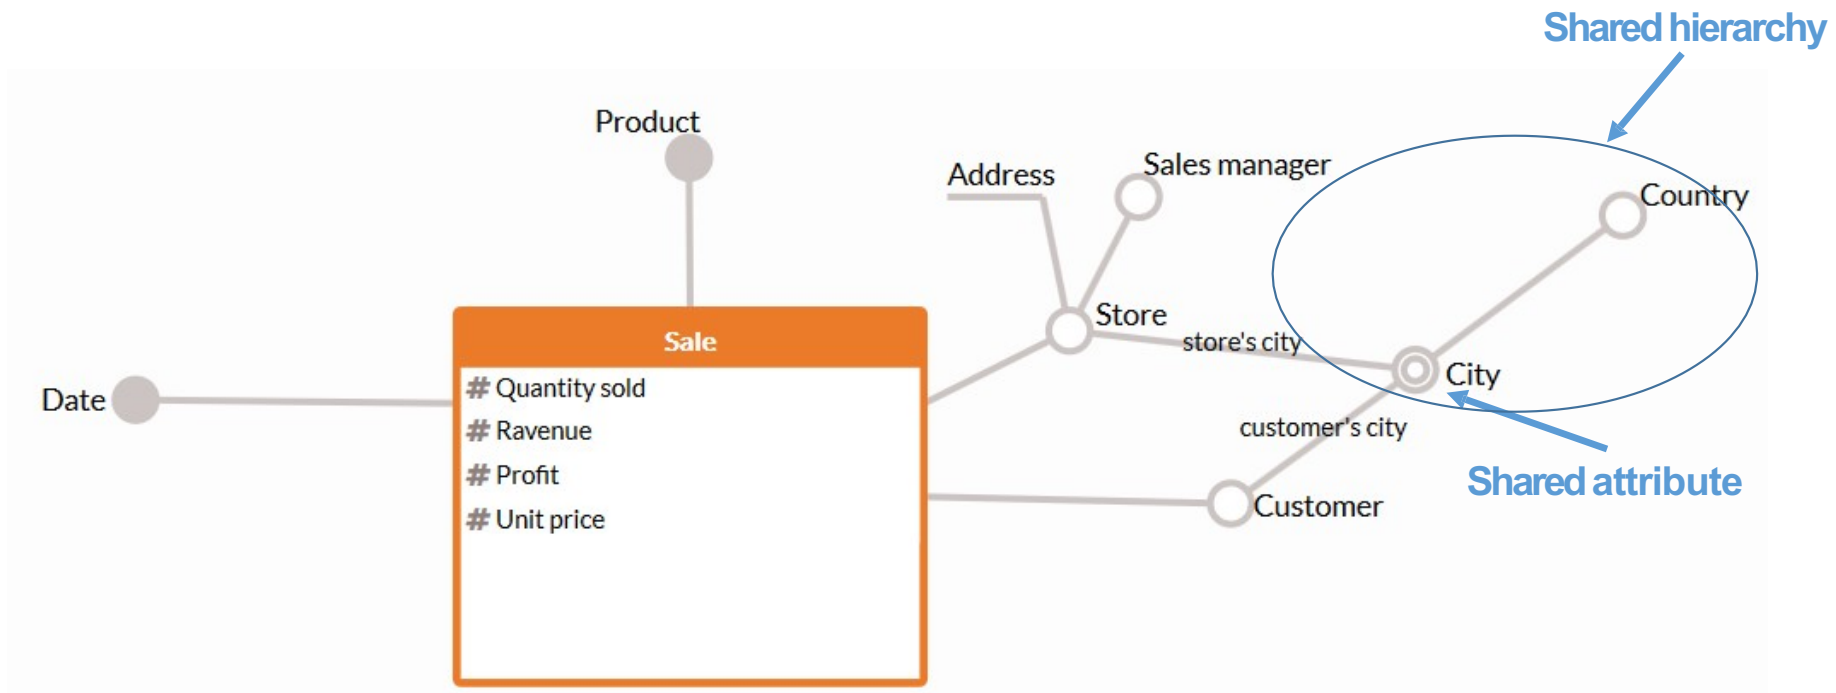 Shared hierarchy
Product
Address
Sales manager
Country
Store
store's city
City
Sale
Date
# Quantity sold
# Ravenue
# Profit
# Unit price
customer's city
Shared attribute
Customer